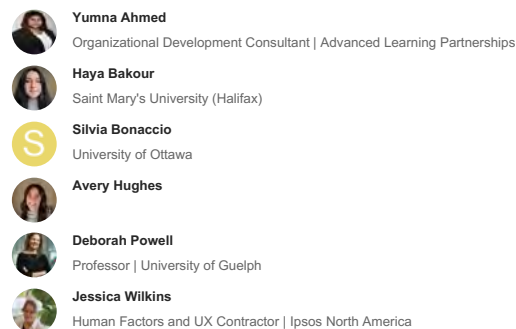 Yumna Ahmed
Organizational Development Consultant | Advanced Learning Partnerships
Haya Bakour
Saint Mary's University (Halifax)
S
Silvia Bonaccio
University of Ottawa
Avery Hughes
Deborah Powell
Professor | University of Guelph
Jessica Wilkins
Human Factors and UX Contractor | Ipsos North America